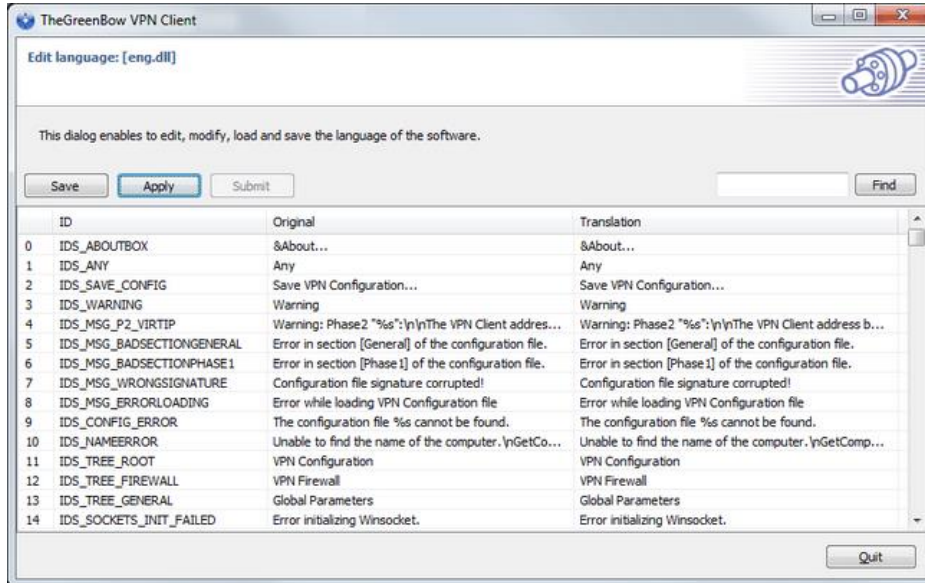 TheGreenBow VPN Client
Edit language: [eng.dll]
This dialog enables to edit, modify, load and save the language of the software.
Save Apply Submit Find
ID Original Translation
0 IDS_ABOUTBOX &About... &About...
1 IDS_ANY Any Any
2 IDS_SAVE_CONFIG Save VPN Configuration... Save VPN Configuration...
3 IDS_WARNING Warning Warning
4 IDS_MSG_P2_VIRTIP Warning: Phase2 "%s":\n\nThe VPN Client addres... Warning: Phase2 "%s":\n\nThe VPN Client address b...
5 IDS_MSG_BADSECTIONGENERAL Error in section [General] of the configuration file. Error in section [General] of the configuration file.
6 IDS_MSG_BADSECTIONPHASE1 Error in section [Phase1] of the configuration file. Error in section [Phase1] of the configuration file.
7 IDS_MSG_WRONGSIGNATURE Configuration file signature corrupted! Configuration file signature corrupted!
8 IDS_MSG_ERRORLOADING Error while loading VPN Configuration file Error while loading VPN Configuration file
9 IDS_CONFIG_ERROR The configuration file %s cannot be found. The configuration file %s cannot be found.
10 IDS_NAMEERROR Unable to find the name of the computer.\nGetCo... Unable to find the name of the computer.\nGetComp...
11 IDS_TREE_ROOT VPN Configuration VPN Configuration
12 IDS_TREE_FIREWALL VPN Firewall VPN Firewall
13 IDS_TREE_GENERAL Global Parameters Global Parameters
14 IDS_SOCKETS_INIT_FAILED Error initializing Winsocket. Error initializing Winsocket.
Quit